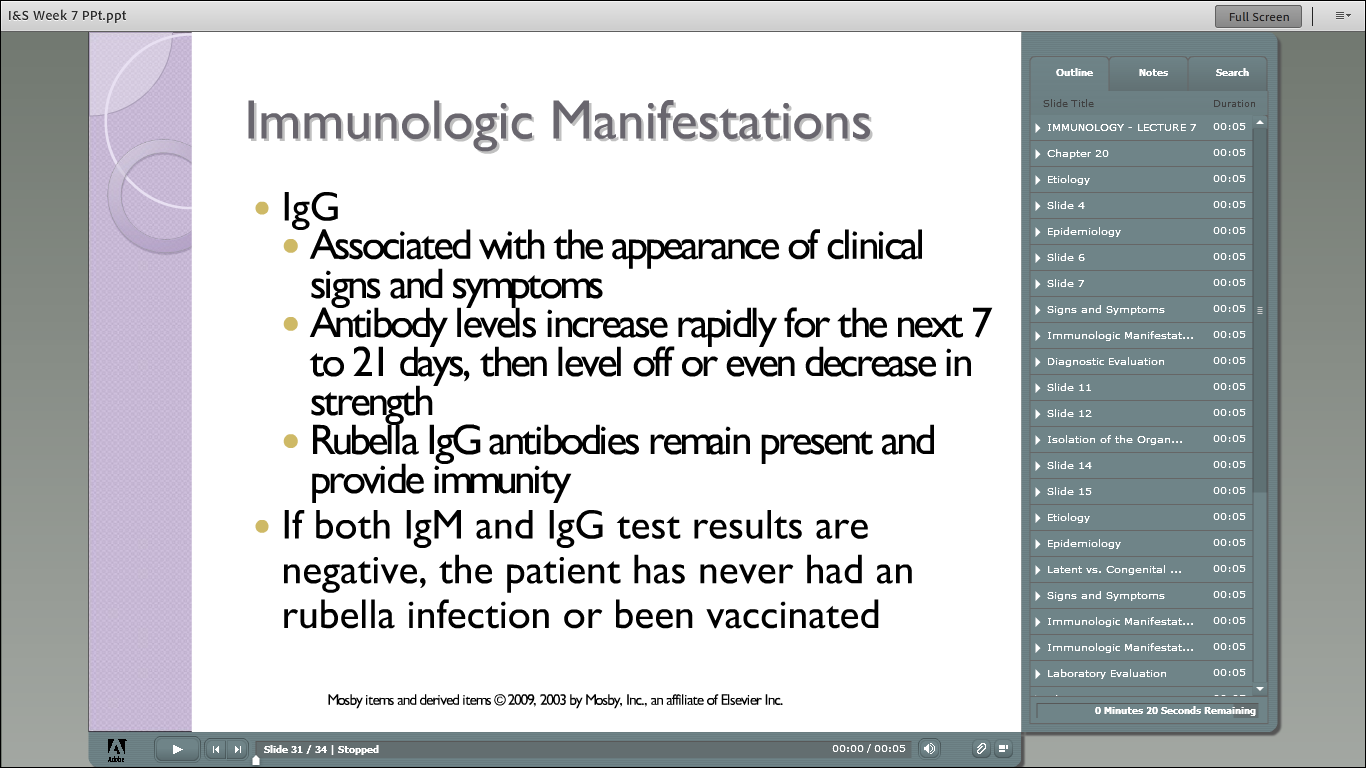 I&S Week 7 PPt.ppt
Full Screen
Immunologic Manifestations
IgG
Associated with the appearance of clinical
signs and symptoms
Antibody levels increase rapidly for the next 7
to 21 days, then level off or even decrease in
strength
Rubella IgG antibodies remain present and
provide immunity
If both IgM and IgG test results are
negative, the patient has never had an
rubella infection or been vaccinated
Mosby items and derived items © 2009, 2003 by Mosby, Inc., an affiliate of Elsevier Inc.
Outline Notes Search
Slide Title Duration
IMMUNOLOGY - LECTURE 7 00:05
Chapter 20 00:05
Etiology 00:05
Slide 4 00:05
Epidemiology 00:05
Slide 6 00:05
Slide 7 00:05
Signs and Symptoms 00:05
Immunologic Manifestat... 00:05
Diagnostic Evaluation 00:05
Slide 11 00:05
Slide 12 00:05
Isolation of the Organ... 00:05
Slide 14 00:05
Slide 15 00:05
Etiology 00:05
Epidemiology 00:05
Latent vs. Congenital ... 00:05
Signs and Symptoms 00:05
Immunologic Manifestat... 00:05
Immunologic Manifestat... 00:05
Laboratory Evaluation 00:05
0 Minutes 20 Seconds Remaining
Adobe
Slide 31 / 34 | Stopped 00:00 / 00:05